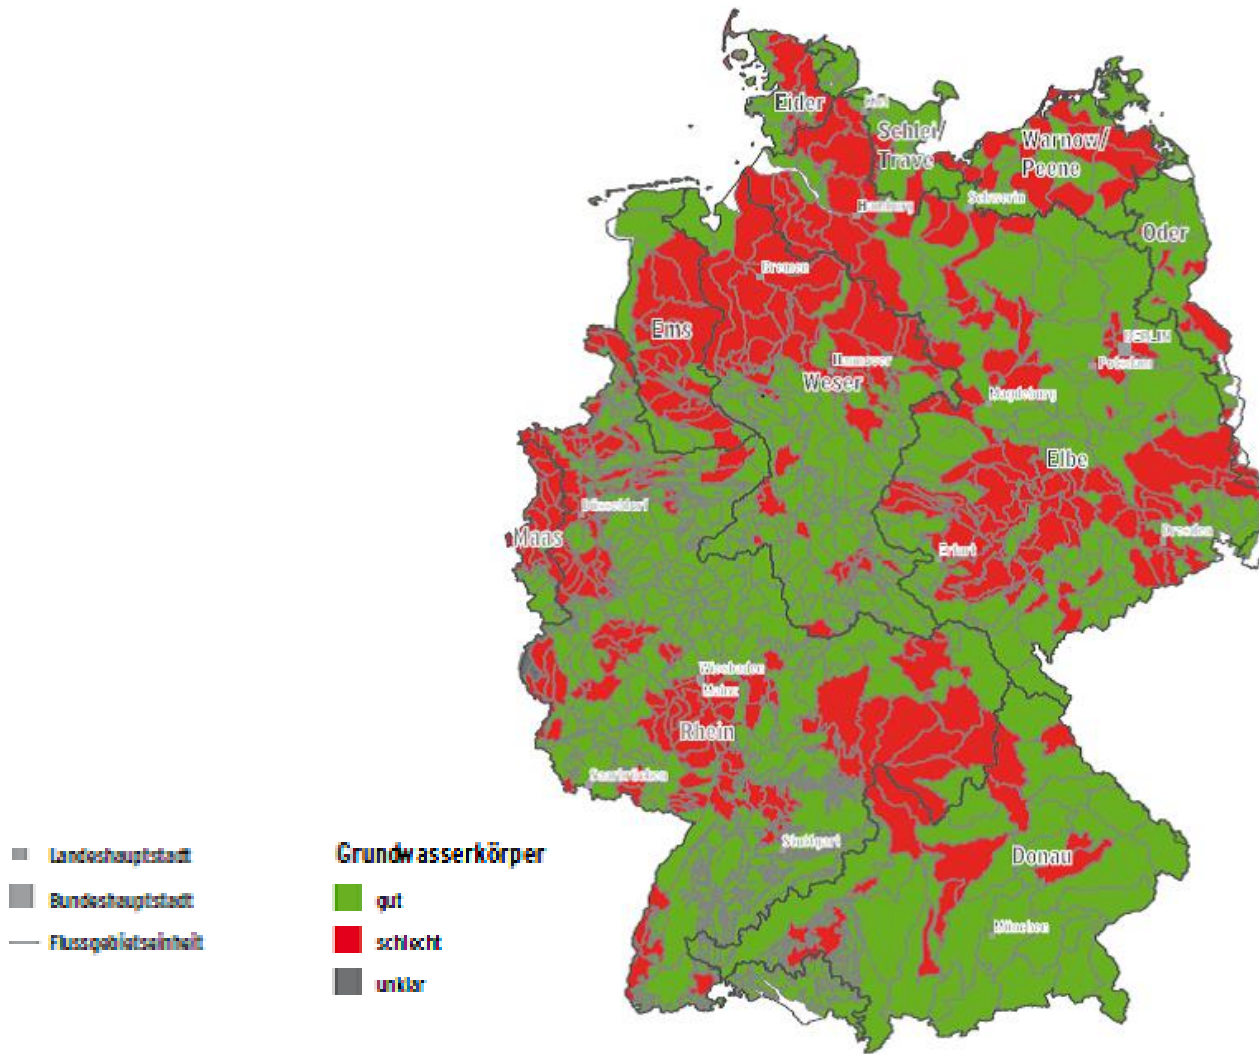 Eider
Kiel
Schlei/
Trave
Warnow/
Peene
Hamburg
Schwerin
Oder
Bremen
Ems
BERLIN
Hannover
Potsdam
Weser
Magdeburg
Elbe
Düsseldorf
Dresden
Maas
Erfurt
Wiesbaden
Mainz
Rhein
Saarbrücken
Stuttgart
Donau
München
Landeshauptstadt
Bundeshauptstadt
Flussgebietseinheit
Grundwasserkörper
gut
schlecht
unklar